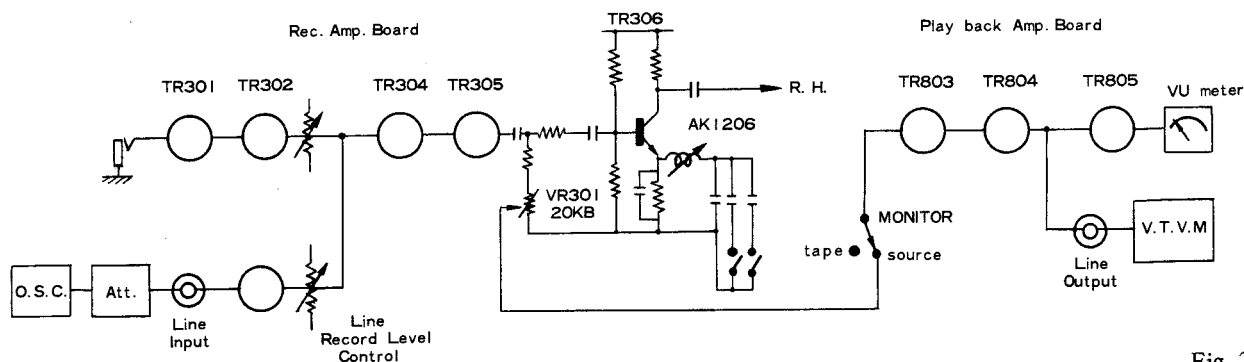 Rec. Amp. Board
TR306
Play back Amp. Board
TR301
TR302
TR304
TR305
R. H.
AK1206
TR803
TR804
TR805
VU meter
VR301
20KB
MONITOR
tape
source
V.T.V.M
Line
Output
O.S.C.
Att.
Line
Input
Line
Record Level
Control